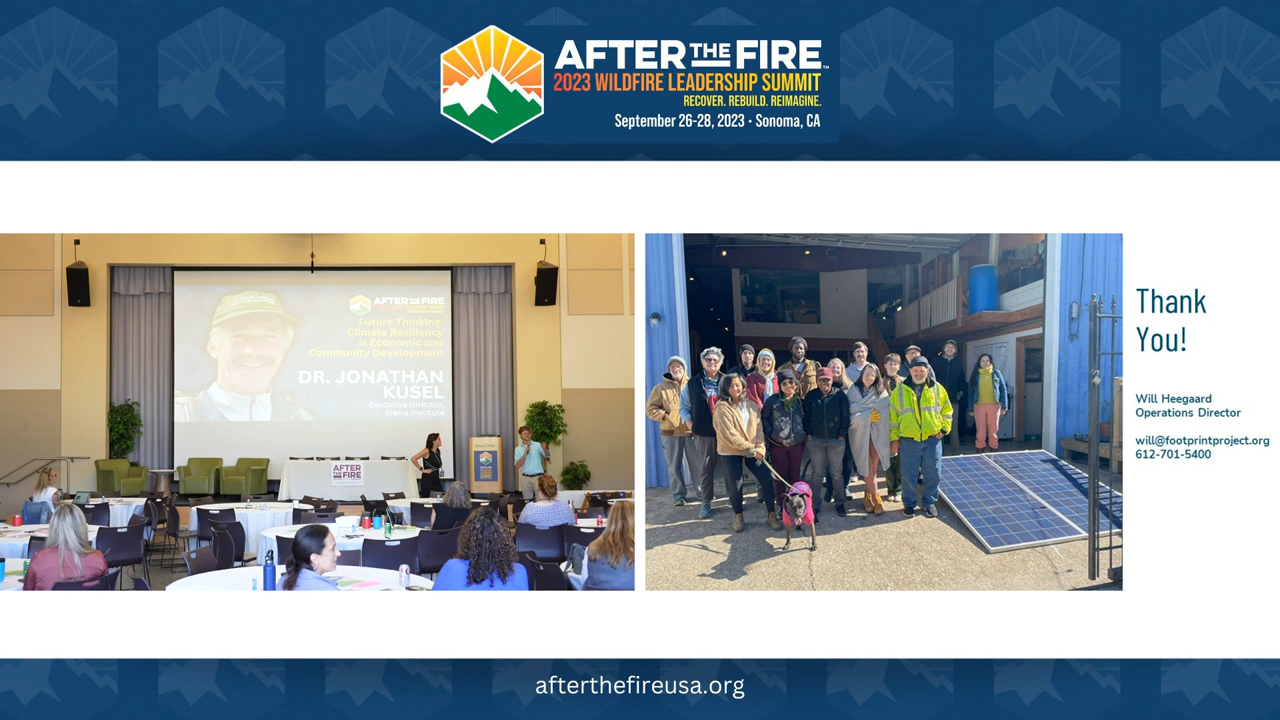 AFTER THE FIRE™
2023 WILDFIRE LEADERSHIP SUMMIT
RECOVER. REBUILD. REIMAGINE.
September 26-28, 2023 • Sonoma, CA
AFTER THE FIRE
Future Thinking:
Climate Resiliency
is Economic and
Community Development
DR. JONATHAN
KUSEL
Executive Director,
Sierra Institute
AFTER
THE FIRE
Thank
You!
Will Heegaard
Operations Director
will@footprintproject.org
612-701-5400
afterthefireusa.org